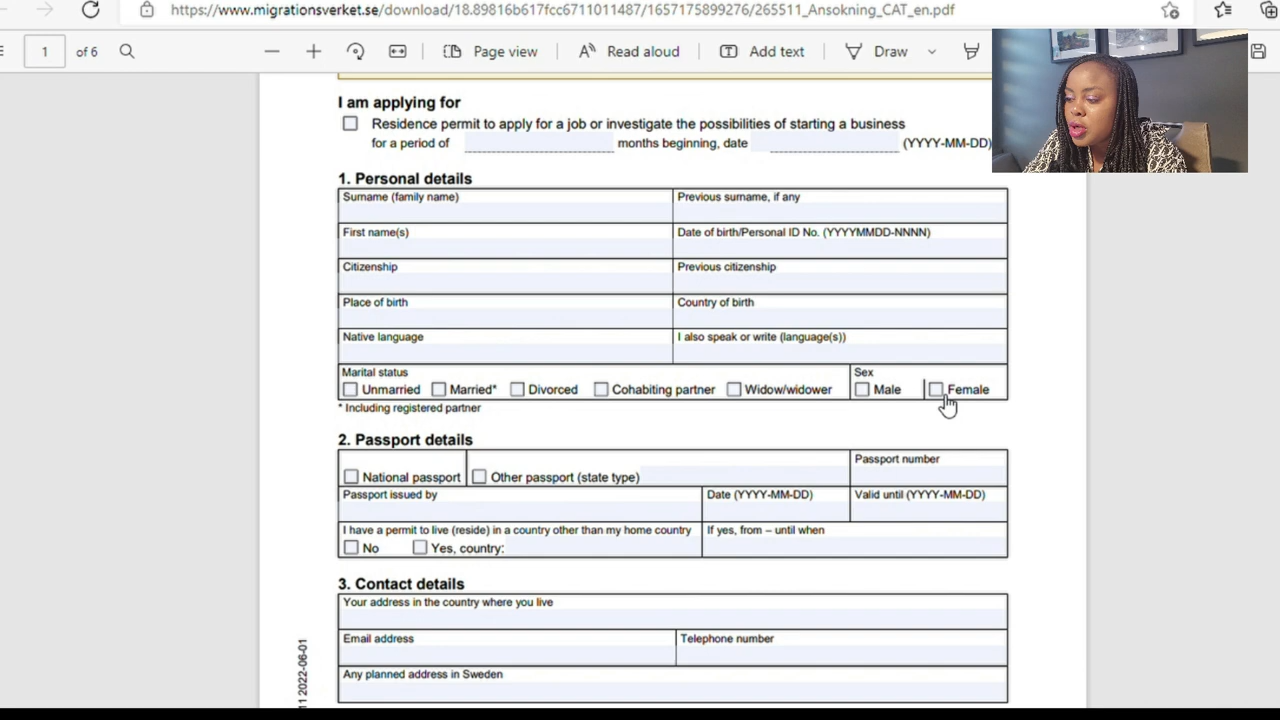 https://www.migrationsverket.se/download/18.89816b617fcc6711011487/1657175899276/265511_Ansokning_CAT_en.pdf
1 of 6 Page view Read aloud Add text Draw
I am applying for
Residence permit to apply for a job or investigate the possibilities of starting a business
for a period of months beginning, date (YYYY-MM-DD)
1. Personal details
Surname (family name) Previous surname, if any
First name(s) Date of birth/Personal ID No. (YYYYMMDD-NNNN)
Citizenship Previous citizenship
Place of birth Country of birth
Native language I also speak or write (language(s))
Marital status Sex
Unmarried Married* Divorced Cohabiting partner Widow/widower Male Female
* Including registered partner
2. Passport details
Passport number
National passport Other passport (state type)
Passport issued by Date (YYYY-MM-DD) Valid until (YYYY-MM-DD)
I have a permit to live (reside) in a country other than my home country If yes, from – until when
No Yes, country:
3. Contact details
Your address in the country where you live
Email address Telephone number
Any planned address in Sweden
11 2022-06-01